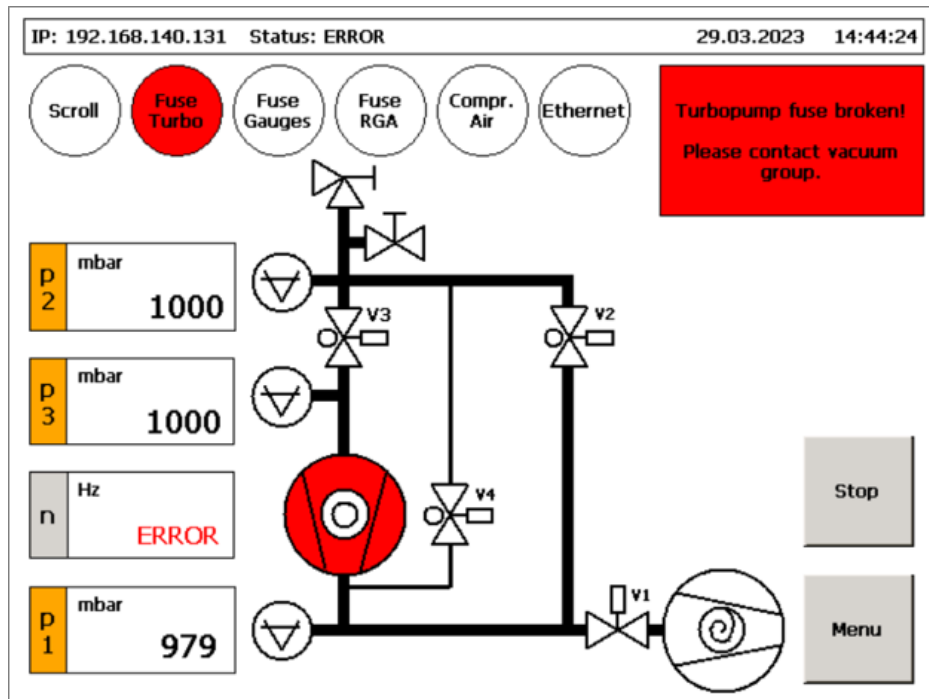 IP: 192.168.140.131 Status: ERROR 29.03.2023 14:44:24
Scroll
Fuse
Turbo
Fuse
Gauges
Fuse
RGA
Compr.
Air
Ethernet
Turbopump fuse broken!
Please contact vacuum
group.
p
2
mbar
1000
V3
V2
p
3
mbar
1000
n
Hz
ERROR
V4
Stop
p
1
mbar
979
V1
Menu